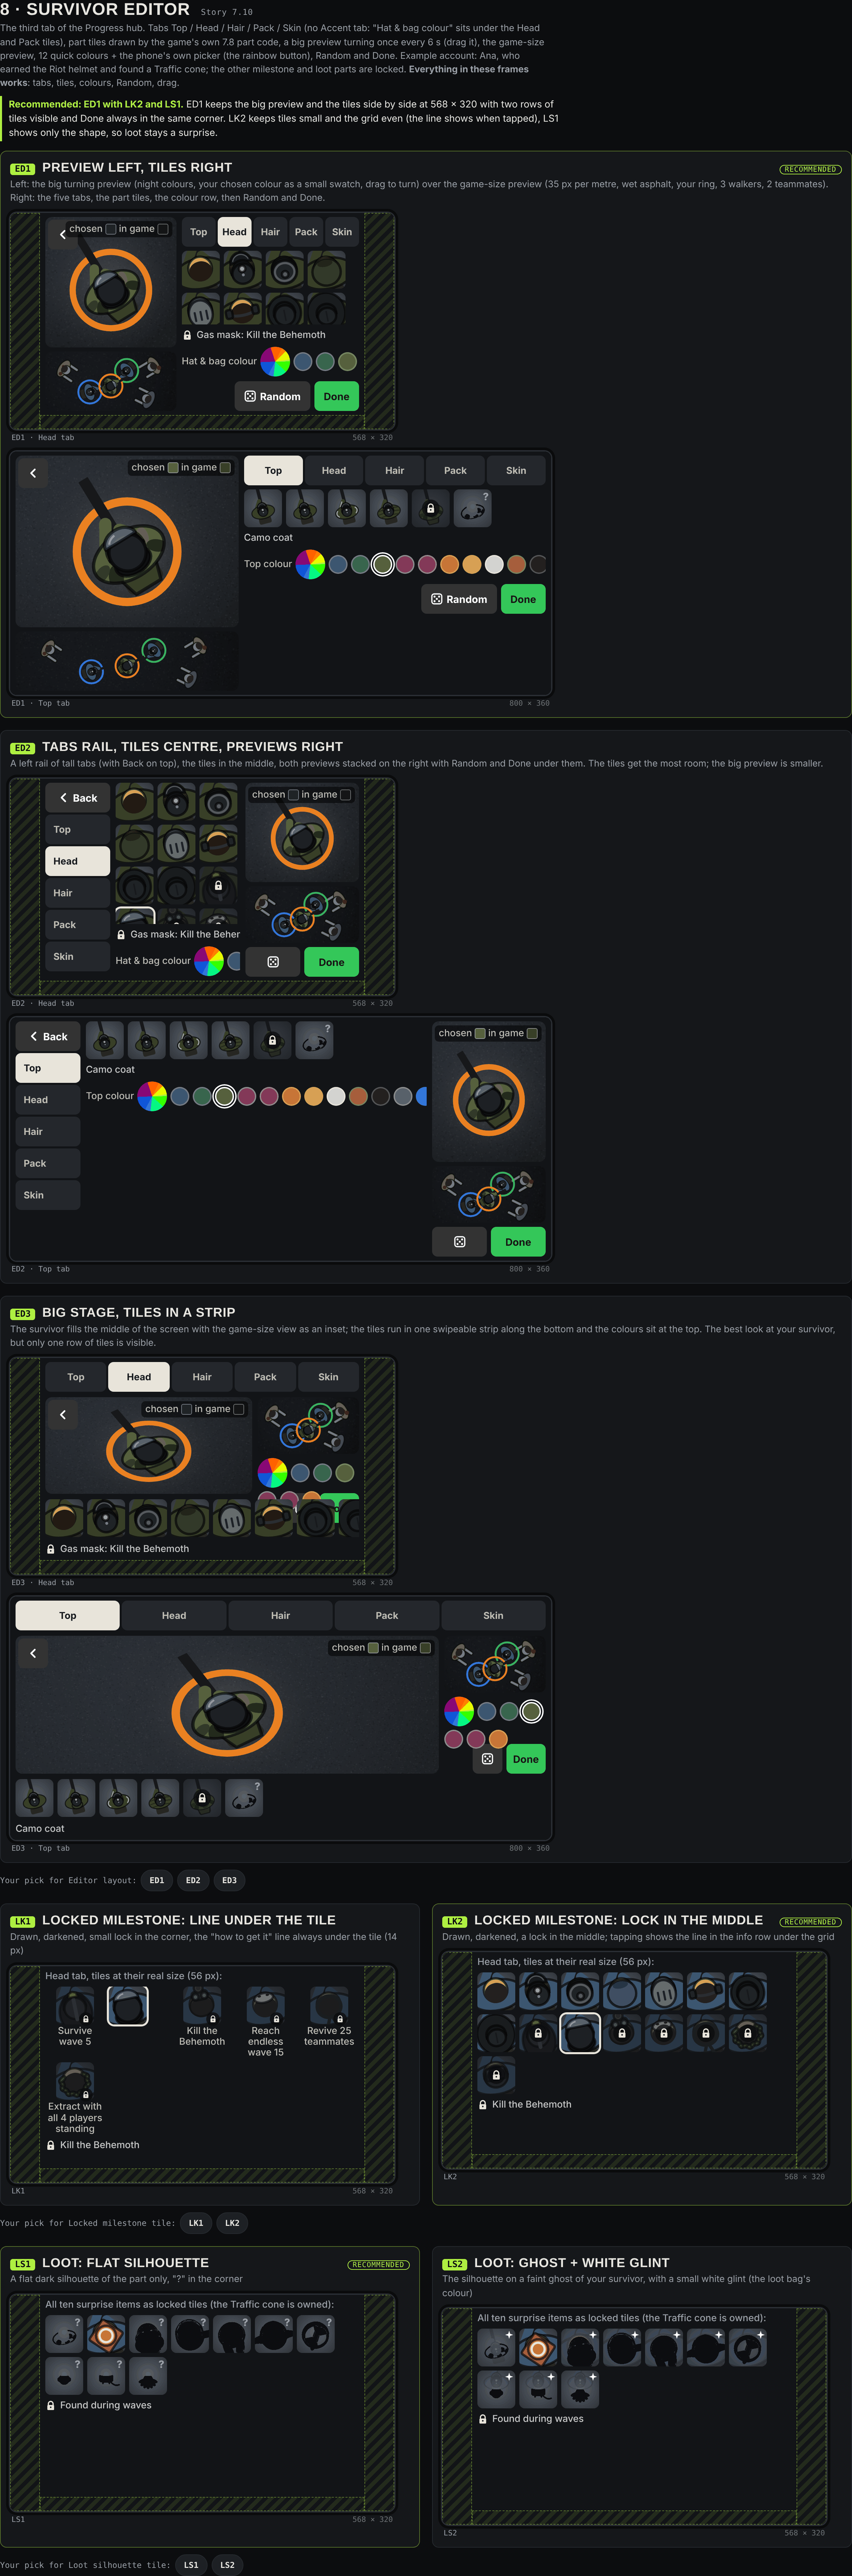 8 · SURVIVOR EDITOR Story 7.10
The third tab of the Progress hub. Tabs Top / Head / Hair / Pack / Skin (no Accent tab: "Hat & bag colour" sits under the Head
and Pack tiles), part tiles drawn by the game's own 7.8 part code, a big preview turning once every 6 s (drag it), the game-size
preview, 12 quick colours + the phone's own picker (the rainbow button), Random and Done. Example account: Ana, who
earned the Riot helmet and found a Traffic cone; the other milestone and loot parts are locked. Everything in these frames
works: tabs, tiles, colours, Random, drag.
Recommended: ED1 with LK2 and LS1. ED1 keeps the big preview and the tiles side by side at 568 × 320 with two rows of
tiles visible and Done always in the same corner. LK2 keeps tiles small and the grid even (the line shows when tapped), LS1
shows only the shape, so loot stays a surprise.
ED1 PREVIEW LEFT, TILES RIGHT RECOMMENDED
Left: the big turning preview (night colours, your chosen colour as a small swatch, drag to turn) over the game-size preview (35 px per metre, wet asphalt, your ring, 3 walkers, 2 teammates).
Right: the five tabs, the part tiles, the colour row, then Random and Done.
chosen in game
Top Head Hair Pack Skin
Gas mask: Kill the Behemoth
Hat & bag colour
Random Done
ED1 · Head tab 568 × 320
chosen in game
Top Head Hair Pack Skin
?
Camo coat
Top colour
Random Done
ED1 · Top tab 800 × 360
ED2 TABS RAIL, TILES CENTRE, PREVIEWS RIGHT
A left rail of tall tabs (with Back on top), the tiles in the middle, both previews stacked on the right with Random and Done under them. The tiles get the most room; the big preview is smaller.
Back
Top
Head
Hair
Pack
Skin
Gas mask: Kill the Beher
Hat & bag colour
chosen in game
Done
ED2 · Head tab 568 × 320
Back
Top
Head
Hair
Pack
Skin
?
Camo coat
Top colour
chosen in game
Done
ED2 · Top tab 800 × 360
ED3 BIG STAGE, TILES IN A STRIP
The survivor fills the middle of the screen with the game-size view as an inset; the tiles run in one swipeable strip along the bottom and the colours sit at the top. The best look at your survivor,
but only one row of tiles is visible.
Top Head Hair Pack Skin
chosen in game
Gas mask: Kill the Behemoth
ED3 · Head tab 568 × 320
Top Head Hair Pack Skin
chosen in game
Done
?
Camo coat
ED3 · Top tab 800 × 360
Your pick for Editor layout: ED1 ED2 ED3
LK1 LOCKED MILESTONE: LINE UNDER THE TILE
Drawn, darkened, small lock in the corner, the "how to get it" line always under the tile (14
px)
Head tab, tiles at their real size (56 px):
Survive
wave 5
Kill the
Behemoth
Reach
endless
wave 15
Revive 25
teammates
Extract with
all 4 players
standing
Kill the Behemoth
LK1 568 × 320
LK2 LOCKED MILESTONE: LOCK IN THE MIDDLE RECOMMENDED
Drawn, darkened, a lock in the middle; tapping shows the line in the info row under the grid
Head tab, tiles at their real size (56 px):
Kill the Behemoth
LK2 568 × 320
Your pick for Locked milestone tile: LK1 LK2
LS1 LOOT: FLAT SILHOUETTE RECOMMENDED
A flat dark silhouette of the part only, "?" in the corner
All ten surprise items as locked tiles (the Traffic cone is owned):
? ? ? ? ? ?
? ? ?
Found during waves
LS1 568 × 320
LS2 LOOT: GHOST + WHITE GLINT
The silhouette on a faint ghost of your survivor, with a small white glint (the loot bag's
colour)
All ten surprise items as locked tiles (the Traffic cone is owned):
Found during waves
LS2 568 × 320
Your pick for Loot silhouette tile: LS1 LS2